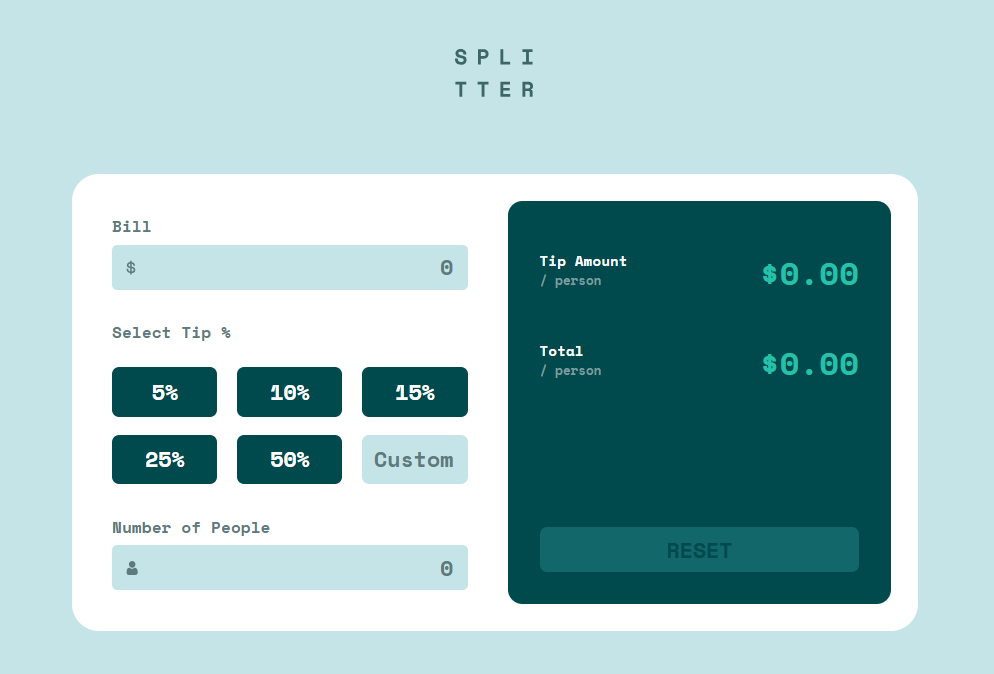 SPLI
TTER
Bill
$ 0
Select Tip %
5% 10% 15%
25% 50% Custom
Number of People
0
Tip Amount
/ person
$0.00
Total
/ person
$0.00
RESET